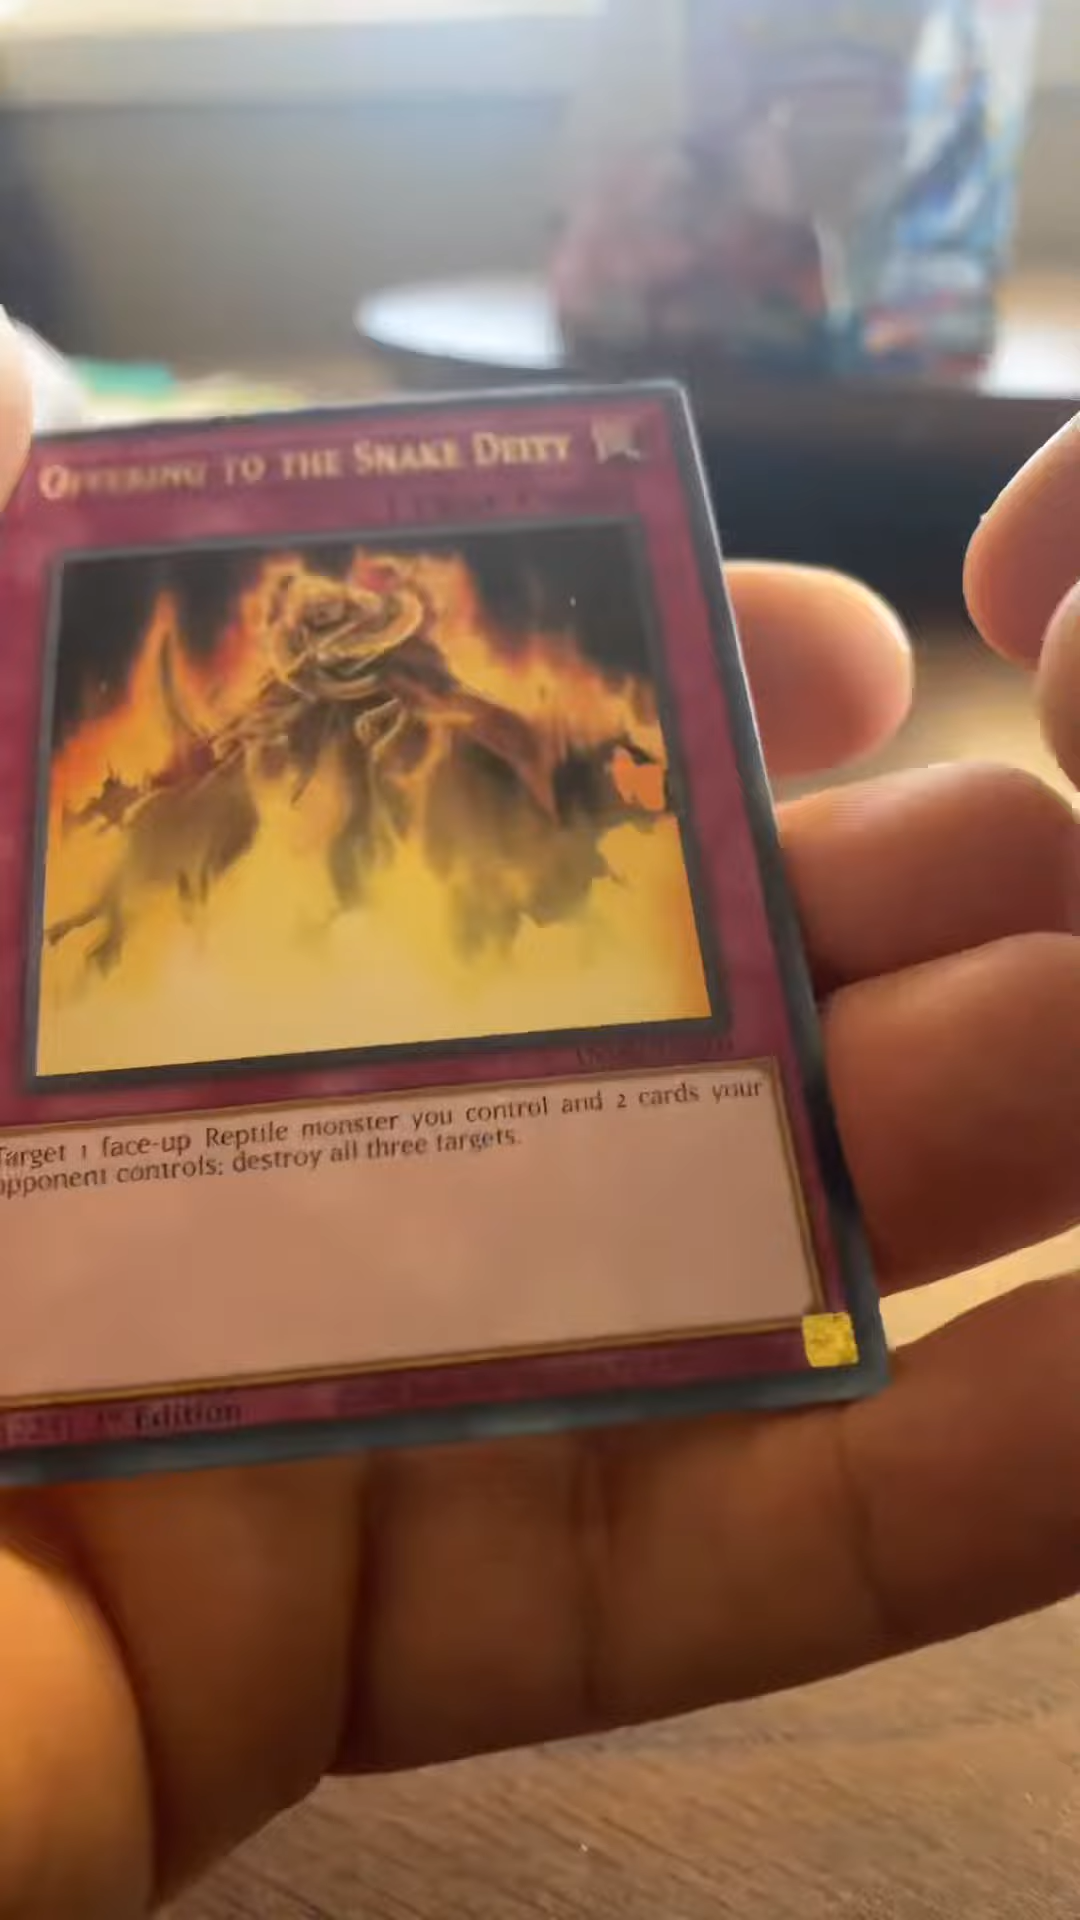 OFFERING TO THE SNAKE DEITY
Target 1 face-up Reptile monster you control and 2 cards your
opponent controls; destroy all three targets.
1st Edition